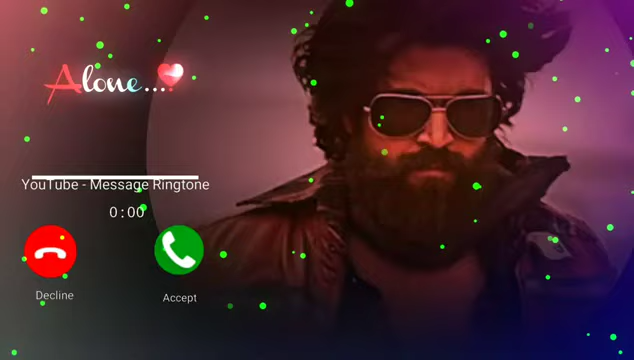 Alone...
YouTube - Message Ringtone
0:00
Decline
Accept